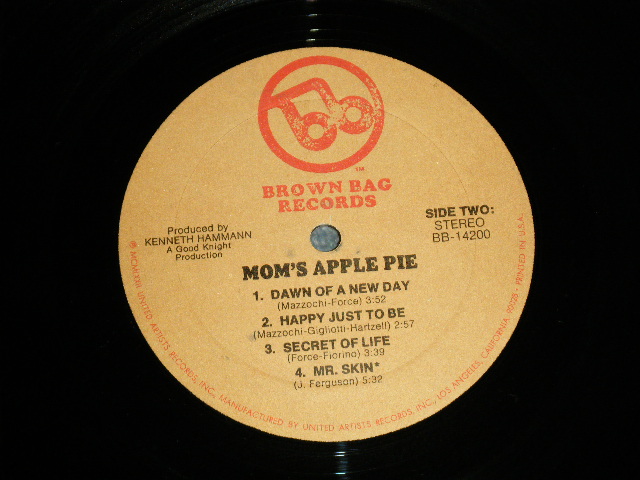 BROWN BAG
RECORDS
TM
SIDE TWO:
STEREO
BB-14200
Produced by
KENNETH HAMMANN
A Good Knight
Production
MOM'S APPLE PIE
1. DAWN OF A NEW DAY
(Mazzochi-Force) 3:52
2. HAPPY JUST TO BE
(Mazzochi-Gigliotti-Hartzell) 2:57
3. SECRET OF LIFE
(Force-Fiorino) 3:39
4. MR. SKIN*
(J. Ferguson) 5:32
UNITED ARTISTS RECORDS, INC. MANUFACTURED BY UNITED ARTISTS RECORDS, INC., LOS ANGELES, CALIFORNIA 90028 • PRINTED IN U.S.A.